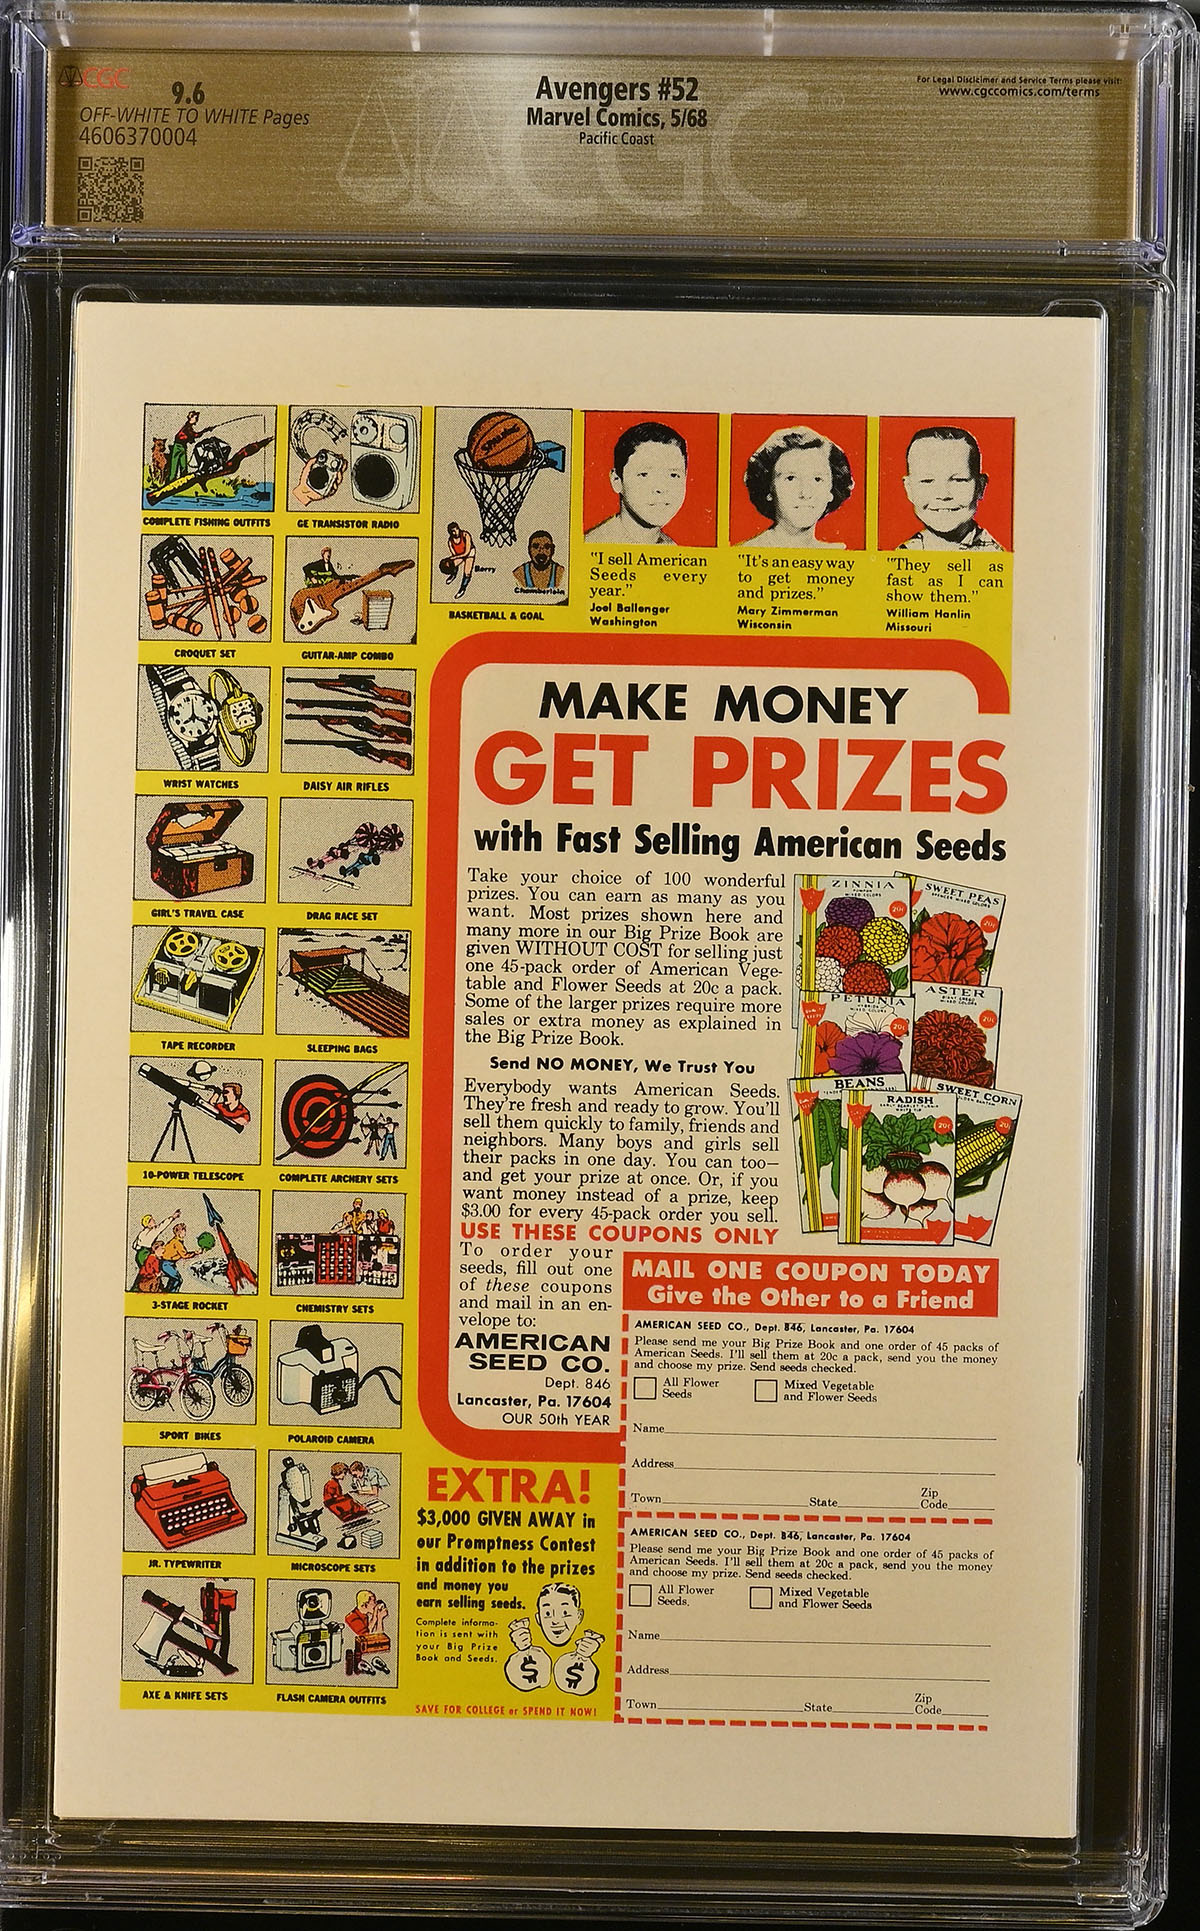 CGC
9.6
OFF-WHITE TO WHITE Pages
4606370004
Avengers #52
Marvel Comics, 5/68
Pacific Coast
For Legal Disclaimer and Service Terms please visit:
www.cgccomics.com/terms
CGC
COMPLETE FISHING OUTFITS
GE TRANSISTOR RADIO
CROQUET SET
GUITAR-AMP COMBO
WRIST WATCHES
DAISY AIR RIFLES
GIRL'S TRAVEL CASE
DRAG RACE SET
TAPE RECORDER
SLEEPING BAGS
10-POWER TELESCOPE
COMPLETE ARCHERY SETS
3-STAGE ROCKET
CHEMISTRY SETS
SPORT BIKES
POLAROID CAMERA
JR. TYPEWRITER
MICROSCOPE SETS
AXE & KNIFE SETS
FLASH CAMERA OUTFITS
Barry
Chamberlain
BASKETBALL & GOAL
"I sell American
Seeds every
year."
Joel Ballenger
Washington
"It's an easy way
to get money
and prizes."
Mary Zimmerman
Wisconsin
"They sell as
fast as I can
show them."
William Hanlin
Missouri
MAKE MONEY
GET PRIZES
with Fast Selling American Seeds
Take your choice of 100 wonderful
prizes. You can earn as many as you
want. Most prizes shown here and
many more in our Big Prize Book are
given WITHOUT COST for selling just
one 45-pack order of American Vege-
table and Flower Seeds at 20c a pack.
Some of the larger prizes require more
sales or extra money as explained in
the Big Prize Book.
Send NO MONEY, We Trust You
Everybody wants American Seeds.
They're fresh and ready to grow. You'll
sell them quickly to family, friends and
neighbors. Many boys and girls sell
their packs in one day. You can too—
and get your prize at once. Or, if you
want money instead of a prize, keep
$3.00 for every 45-pack order you sell.
USE THESE COUPONS ONLY
To order your
seeds, fill out one
of these coupons
and mail in an en-
velope to:
AMERICAN
SEED CO.
Dept. 846
Lancaster, Pa. 17604
OUR 50th YEAR
ZINNIA
MIXED COLORS
20¢
SWEET PEAS
MIXED COLORS
20¢
PETUNIA
MIXED COLORS
20¢
ASTER
MIXED COLORS
20¢
BEANS
RADISH
20¢
SWEET CORN
20¢
MAIL ONE COUPON TODAY
Give the Other to a Friend
AMERICAN SEED CO., Dept. 846, Lancaster, Pa. 17604
Please send me your Big Prize Book and one order of 45 packs of
American Seeds. I'll sell them at 20c a pack, send you the money
and choose my prize. Send seeds checked.
All Flower
Seeds
Mixed Vegetable
and Flower Seeds
Name
Address
Town State Zip
Code
AMERICAN SEED CO., Dept. 846, Lancaster, Pa. 17604
Please send me your Big Prize Book and one order of 45 packs of
American Seeds. I'll sell them at 20c a pack, send you the money
and choose my prize. Send seeds checked.
All Flower
Seeds.
Mixed Vegetable
and Flower Seeds
Name
Address
Town State Zip
Code
EXTRA!
$3,000 GIVEN AWAY in
our Promptness Contest
in addition to the prizes
and money you
earn selling seeds.
Complete informa-
tion is sent with
your Big Prize
Book and Seeds.
$ $
SAVE FOR COLLEGE or SPEND IT NOW!